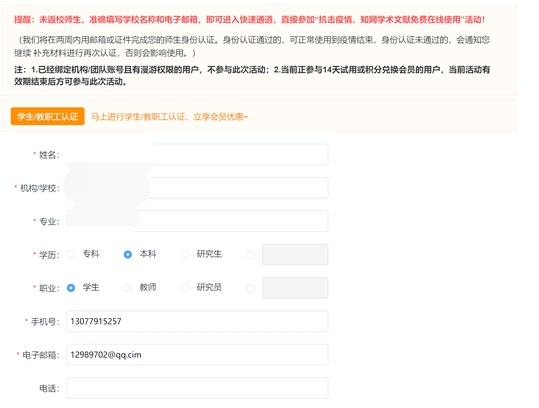 提醒：未返校师生，准确填写学校名称和电子邮箱，即可进入快速通道，直接参加“抗击疫情，知网学术文献免费在线使用”活动！
（我们将在两周内用邮箱或证件完成您的师生身份认证。身份认证通过的，可正常使用到疫情结束，身份认证未通过的，会通知您
继续 补充材料进行再次认证，否则会影响使用。）
注：1.已经绑定机构/团队账号且有漫游权限的用户，不参与此次活动；2.当前正参与14天试用或积分兑换会员的用户，当前活动有
效期结束后方可参与此次活动。
学生/教职工认证 马上进行学生/教职工认证，立享会员优惠~
* 姓名：
* 机构/学校：
* 专业：
* 学历： 专科 本科 研究生
* 职业： 学生 教师 研究员
* 手机号： 13077915257
* 电子邮箱： 12989702@qq.cim
电话：